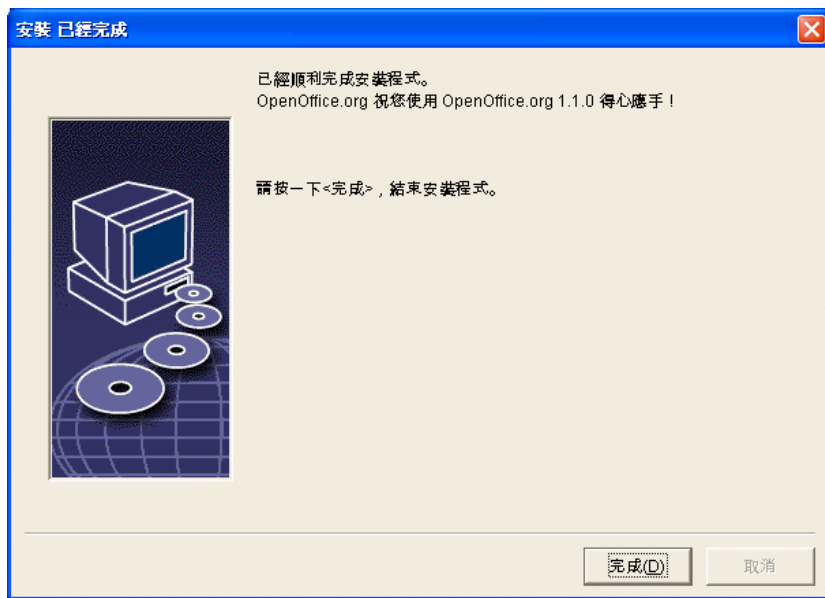 安裝 已經完成
已經順利完成安裝程式。
OpenOffice.org 祝您使用 OpenOffice.org 1.1.0 得心應手！
請按一下<完成>，結束安裝程式。
完成(D)
取消